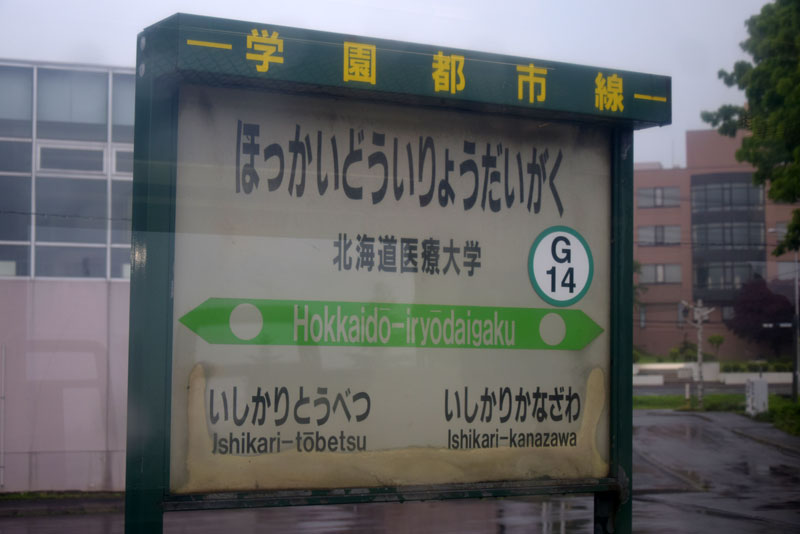 学園都市線
ほっかいどういりょうだいがく
北海道医療大学
G
14
Hokkaidō-iryōdaigaku
いしかりとうべつ
いしかりかなざわ
Ishikari-tōbetsu
Ishikari-kanazawa